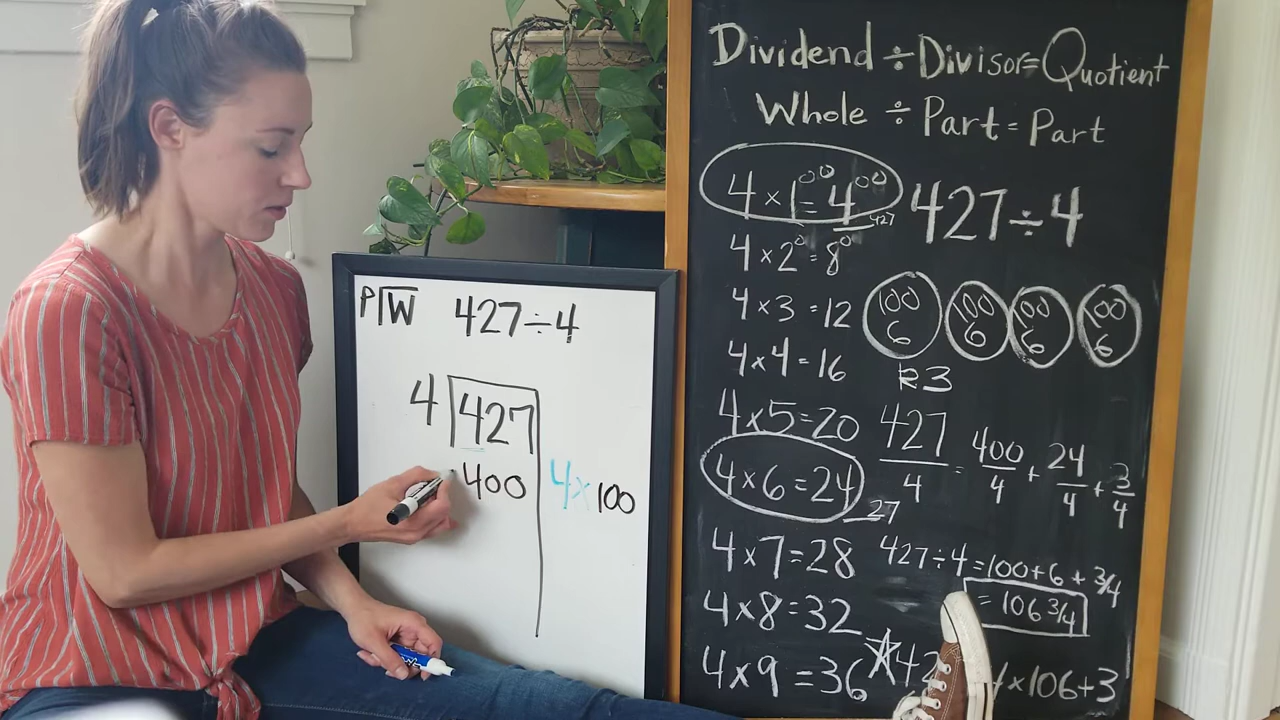 P W 427÷4
4 427
400 4×100
Dividend ÷ Divisor = Quotient
Whole ÷ Part = Part
4×1⁰⁰=4⁰⁰
427
427÷4
4×2⁰=8⁰
4×3=12
4×4=16
4×5=20
4×6=24
27
4×7=28
4×8=32
4×9=36
100 100 100 100
6 6 6 6
R3
427/4 = 400/4 + 24/4 + 3/4
427÷4=100+6+3/4
=106 3/4
4×106+3